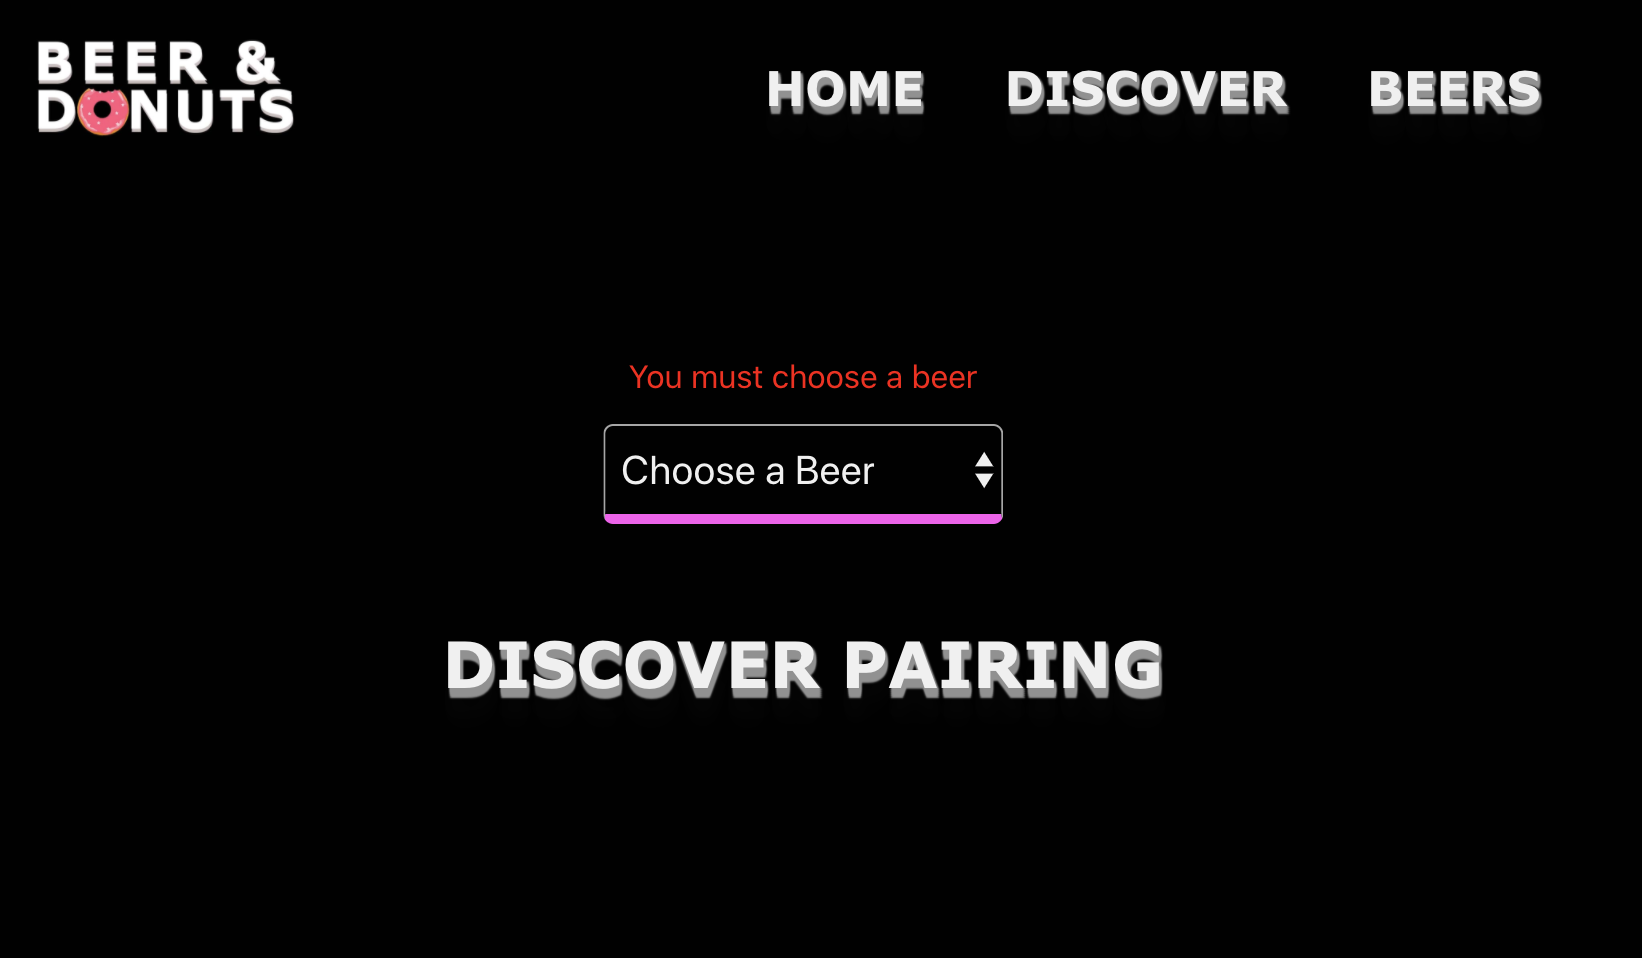 BEER &
DONUTS
HOME DISCOVER BEERS
You must choose a beer
Choose a Beer
DISCOVER PAIRING